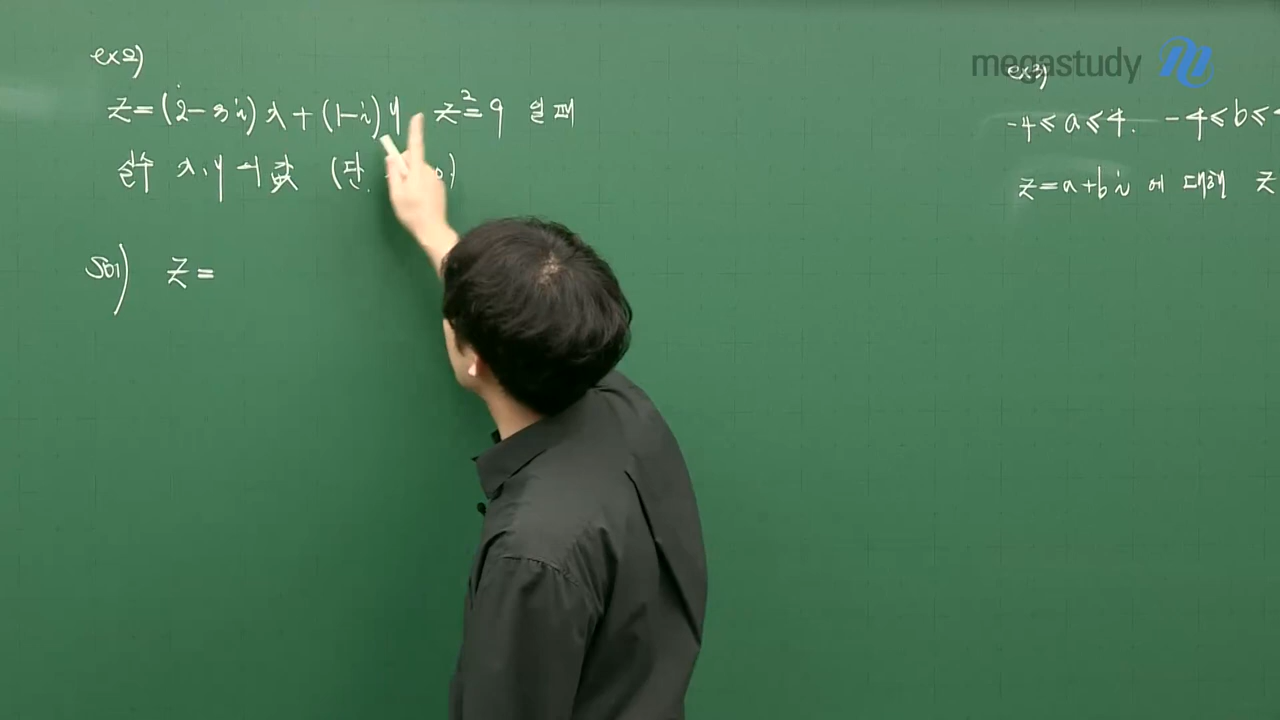 ex2)
z=(2-3i)x+(1-i)y z²=9 일때
실수 x,y의 값 (단,
sol) z=
megastudy
ex3)
-4≤a≤4. -4≤b≤
z=a+bi 에 대해 z